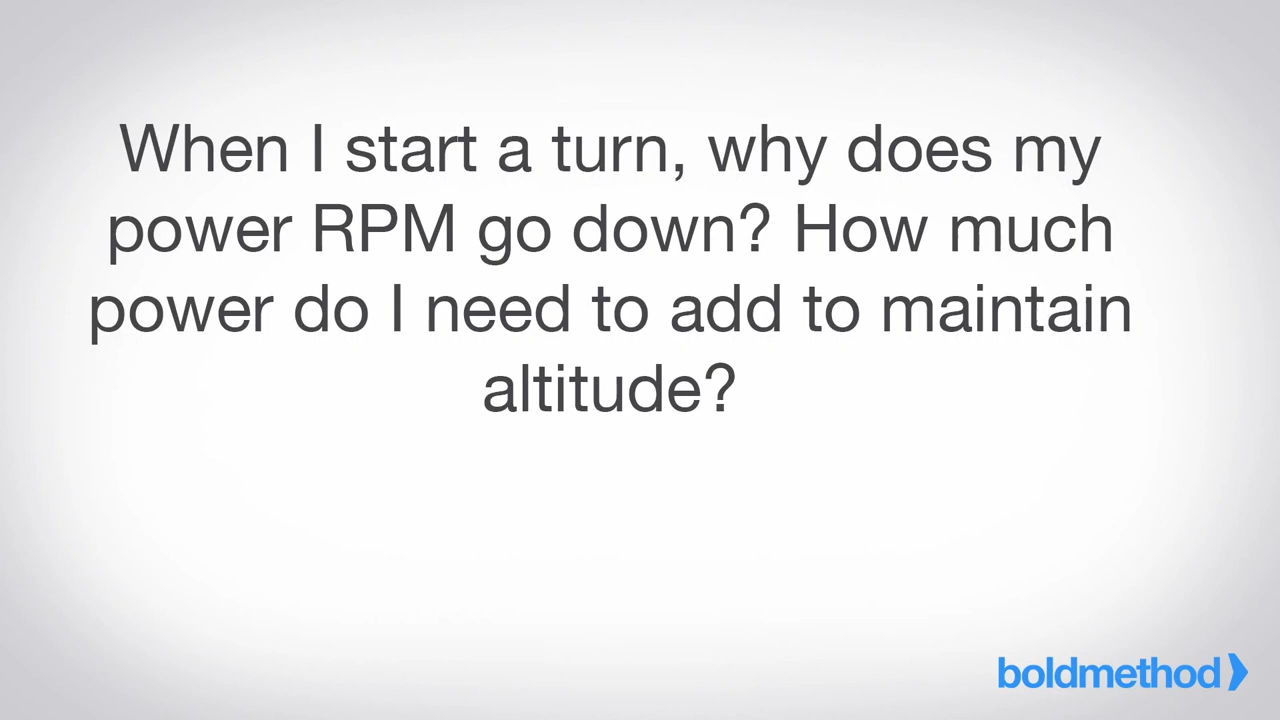 When I start a turn, why does my
power RPM go down? How much
power do I need to add to maintain
altitude?
boldmethod